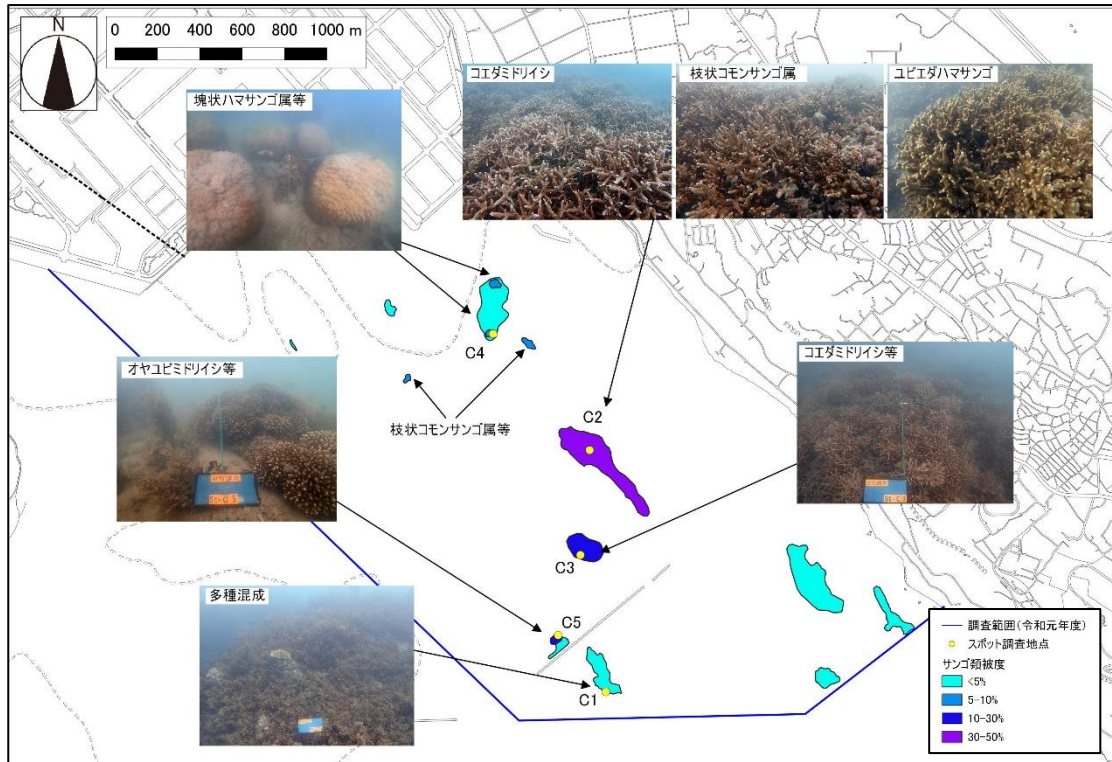 N
0 200 400 600 800 1000 m
塊状ハマサンゴ属等
コエダミドリイシ
枝状コモンサンゴ属
ユビエダハマサンゴ
C4
オヤユビミドリイシ等
枝状コモンサンゴ属等
C2
コエダミドリイシ等
C3
C5
多種混成
C1
調査範囲(令和元年度)
スポット調査地点
サンゴ類被度
<5%
5-10%
10-30%
30-50%